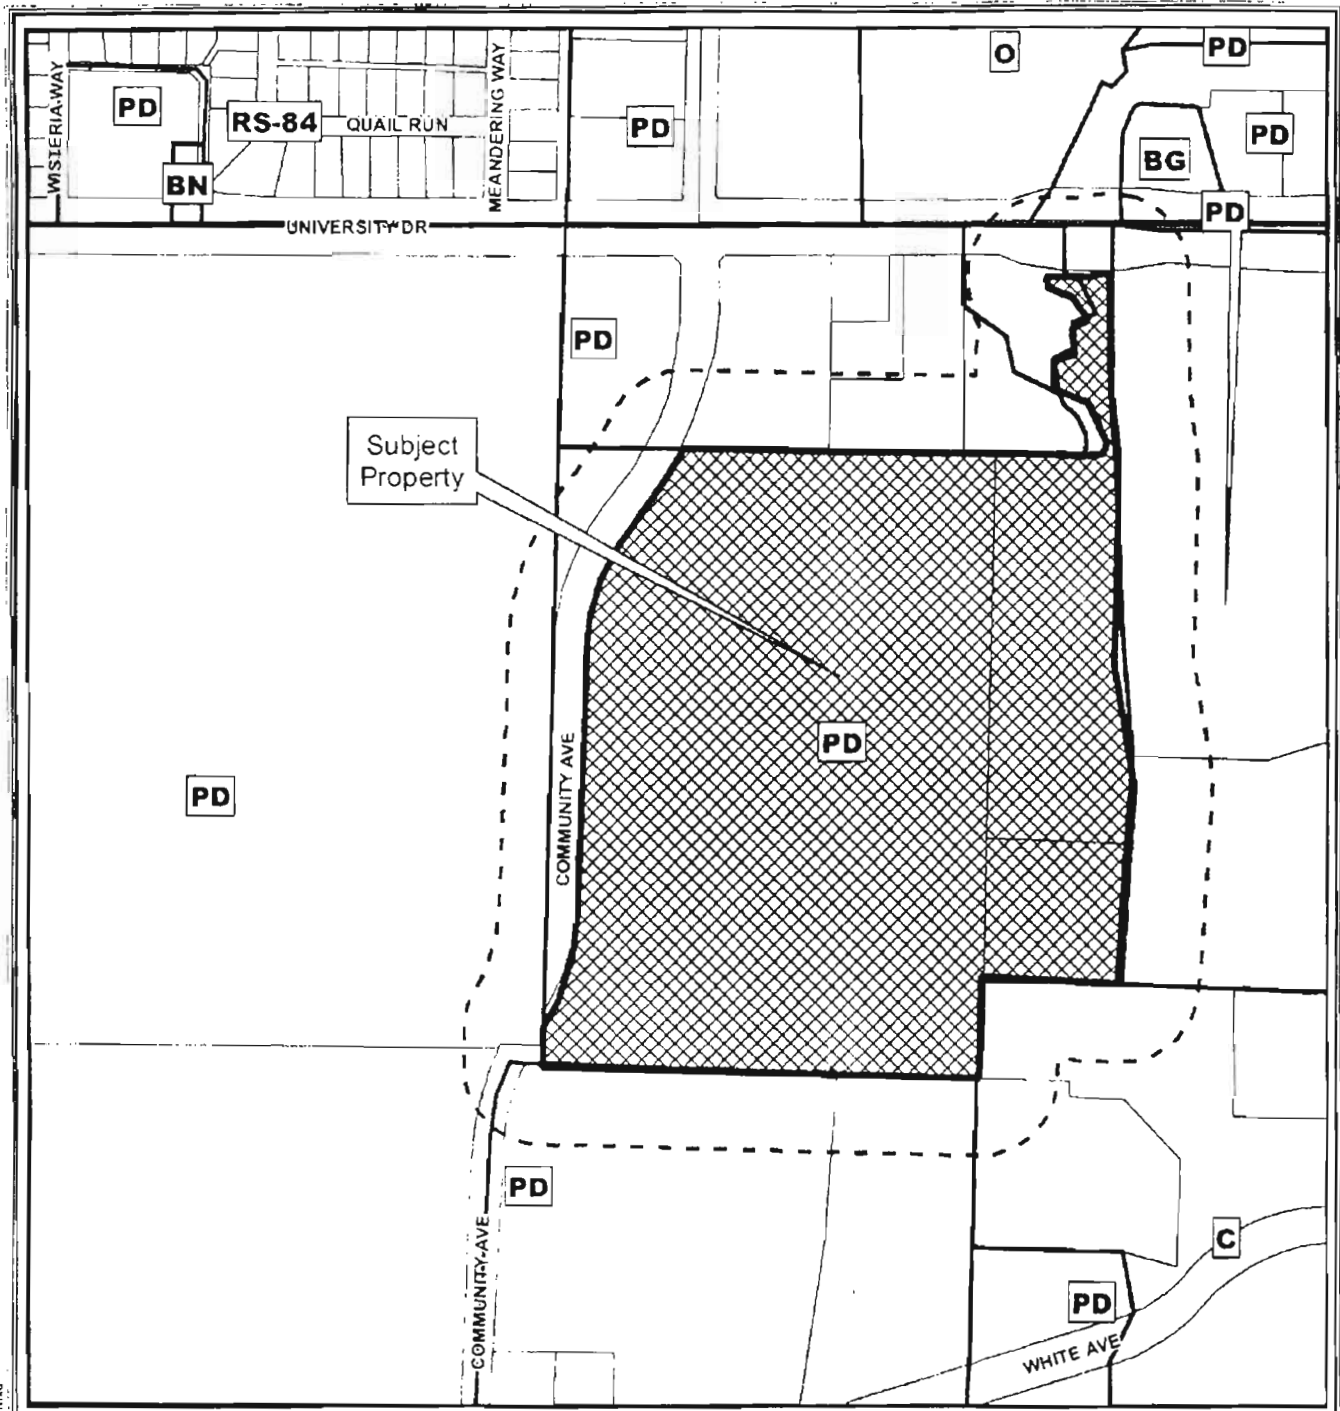 O
PD
WISTERIA WAY
PD
RS-84
QUAIL RUN
MEANDERING WAY
PD
BG
PD
BN
PD
UNIVERSITY DR
PD
Subject
Property
PD
COMMUNITY AVE
PD
PD
COMMUNITY AVE
C
PD
WHITE AVE